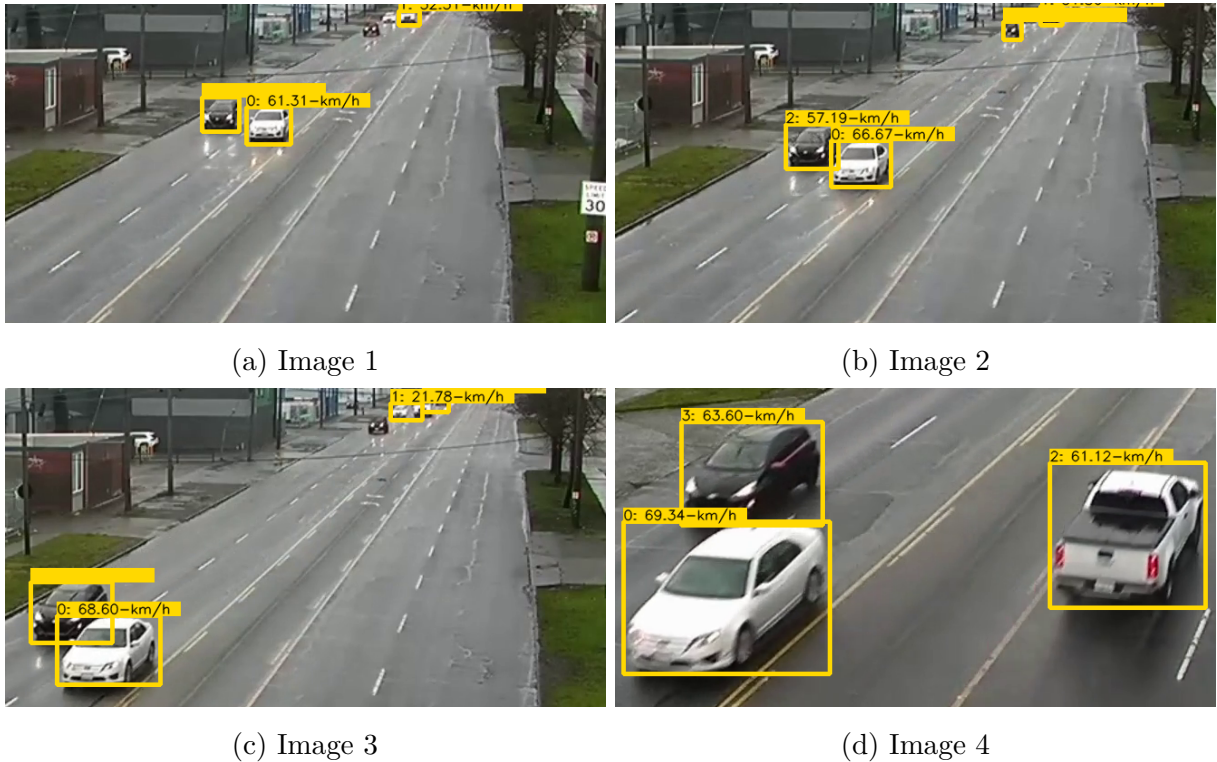 0: 61.31-km/h
SPEED
LIMIT
30
(a) Image 1
2: 57.19-km/h
0: 66.67-km/h
(b) Image 2
1: 21.78-km/h
0: 68.60-km/h
(c) Image 3
3: 63.60-km/h
0: 69.34-km/h
2: 61.12-km/h
(d) Image 4